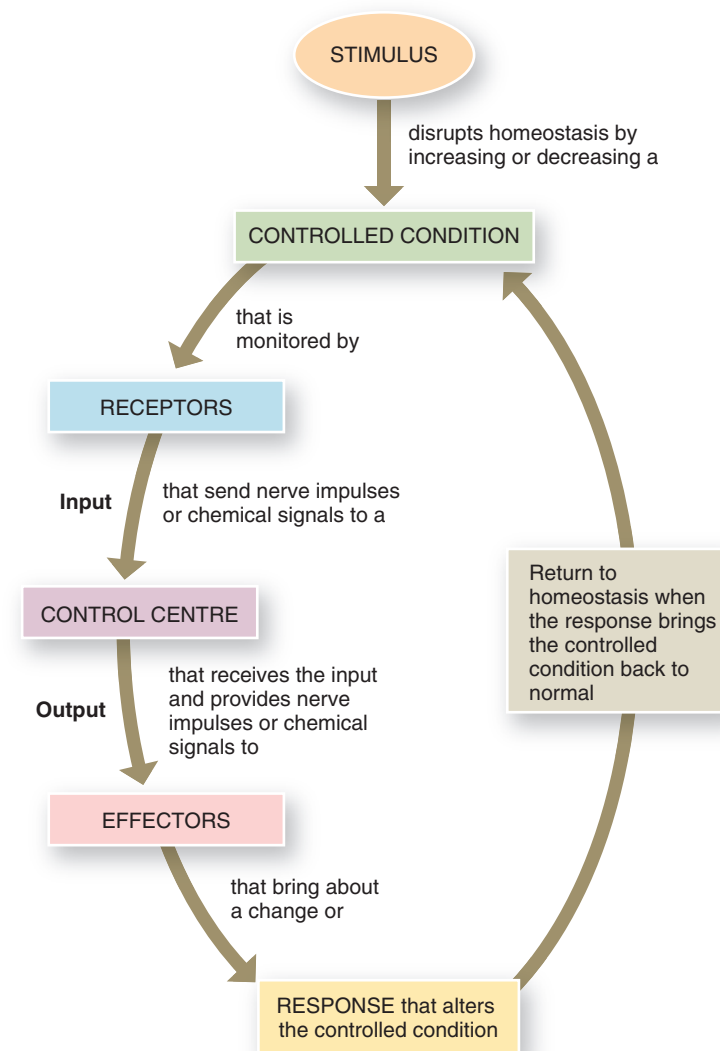 STIMULUS
disrupts homeostasis by
increasing or decreasing a
CONTROLLED CONDITION
that is
monitored by
RECEPTORS
Input
that send nerve impulses
or chemical signals to a
CONTROL CENTRE
Output
that receives the input
and provides nerve
impulses or chemical
signals to
EFFECTORS
that bring about
a change or
RESPONSE that alters
the controlled condition
Return to
homeostasis when
the response brings
the controlled
condition back to
normal